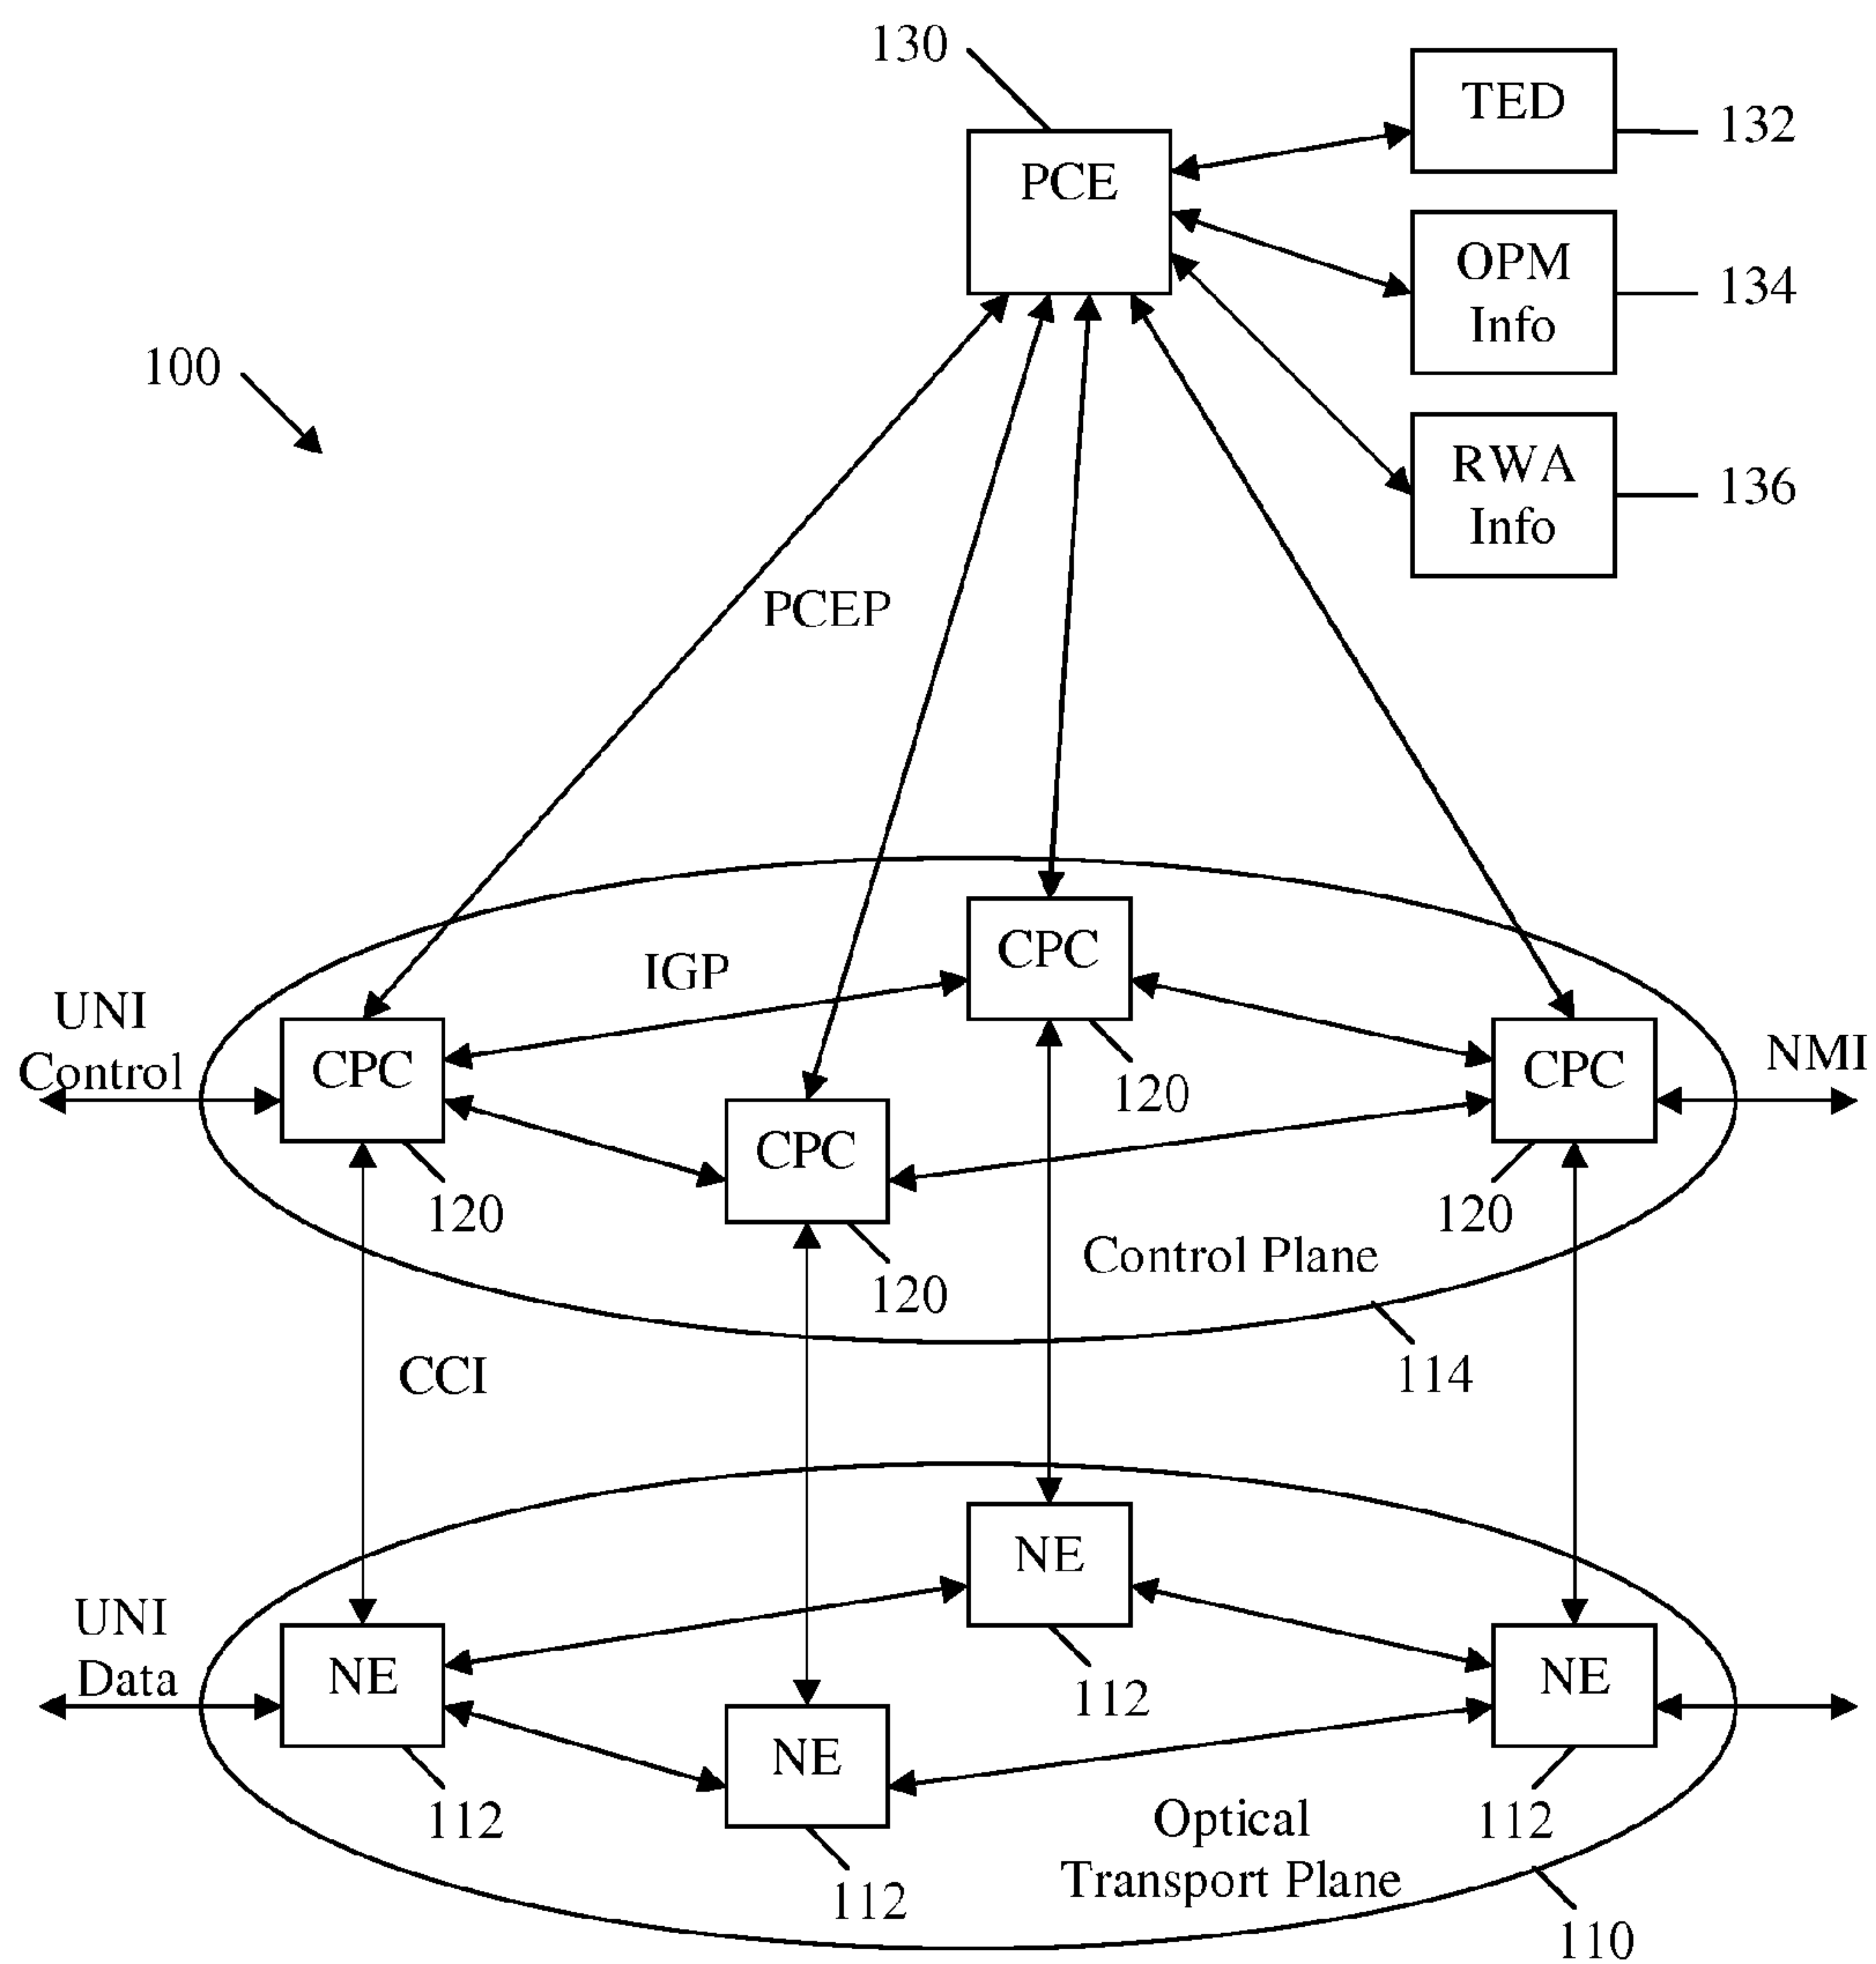 130
TED
132
PCE
OPM
Info
134
100
RWA
Info
136
PCEP
CPC
IGP
UNI
Control
CPC
CPC
NMI
120
CPC
120
120
Control Plane
120
114
CCI
NE
UNI
Data
NE
NE
112
NE
112
Optical
Transport Plane
112
112
110